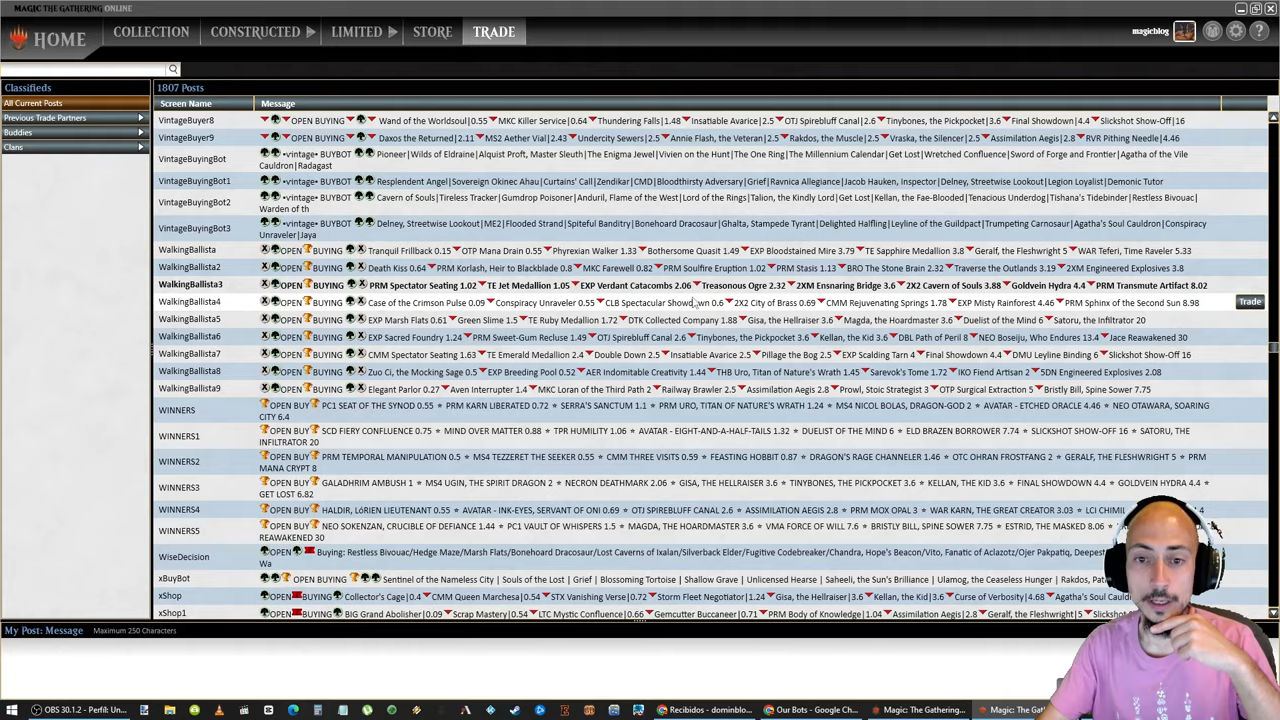 MAGIC THE GATHERING ONLINE
HOME
COLLECTION
CONSTRUCTED
LIMITED
STORE
TRADE
magicblog
?
Classifieds
All Current Posts
Previous Trade Partners
Buddies
Clans
1807 Posts
Screen Name Message
VintageBuyer8 OPEN BUYING Wand of the Worldsoul|0.55 MKC Killer Service|0.64 Thundering Falls|1.48 Insatiable Avarice|2.5 OTJ Spirebluff Canal|2.6 Tinybones, the Pickpocket|3.6 Final Showdown|4.4 Slickshot Show-Off|16
VintageBuyer9 OPEN BUYING Daxos the Returned|2.11 MS2 Aether Vial|2.43 Undercity Sewers|2.5 Annie Flash, the Veteran|2.5 Rakdos, the Muscle|2.5 Vraska, the Silencer|2.5 Assimilation Aegis|2.8 RVR Pithing Needle|4.46
VintageBuyingBot •vintage• BUYBOT Pioneer|Wilds of Eldraine|Alquist Proft, Master Sleuth|The Enigma Jewel|Vivien on the Hunt|The One Ring|The Millennium Calendar|Get Lost|Wretched Confluence|Sword of Forge and Frontier|Agatha of the Vile
Cauldron|Radagast
VintageBuyingBot1 •vintage• BUYBOT Resplendent Angel|Sovereign Okinec Ahau|Curtains' Call|Zendikar|CMD|Bloodthirsty Adversary|Grief|Ravnica Allegiance|Jacob Hauken, Inspector|Delney, Streetwise Lookout|Legion Loyalist|Demonic Tutor
VintageBuyingBot2 •vintage• BUYBOT Cavern of Souls|Tireless Tracker|Gumdrop Poisoner|Anduril, Flame of the West|Lord of the Rings|Talion, the Kindly Lord|Get Lost|Kellan, the Fae-Blooded|Tenacious Underdog|Tishana's Tidebinder|Restless Bivouac|
Warden of th
VintageBuyingBot3 •vintage• BUYBOT Delney, Streetwise Lookout|ME2|Flooded Strand|Spiteful Banditry|Bonehoard Dracosaur|Ghalta, Stampede Tyrant|Delighted Halfling|Leyline of the Guildpact|Threefold Thunderhulk|Trumpeting Carnosaur|Conspiracy
Unraveler|Jaya
WalkingBallista OPEN BUYING Tranquil Frillback 0.15 OTP Mana Drain 0.55 Phyrexian Walker 1.33 Bothersome Quasit 1.49 EXP Bloodstained Mire 3.79 TE Sapphire Medallion 3.8 Geralf, the Fleshwright 5 WAR Teferi, Time Raveler 5.33
WalkingBallista2 OPEN BUYING Death Kiss 0.64 PRM Korlash, Heir to Blackblade 0.8 MKC Farewell 0.82 PRM Soulfire Eruption 1.02 PRM Stasis 1.13 BRO The Stone Brain 2.32 Traverse the Outlands 3.19 2XM Engineered Explosives 3.8
WalkingBallista3 OPEN BUYING PRM Spectator Seating 1.02 TE Jet Medallion 1.05 EXP Verdant Catacombs 2.06 Treasonous Ogre 2.32 2XM Ensnaring Bridge 3.6 2X2 Cavern of Souls 3.88 Goldvein Hydra 4.4 PRM Transmute Artifact 8.02
WalkingBallista4 OPEN BUYING Case of the Crimson Pulse 0.09 Conspiracy Unraveler 0.55 CLB Spectacular Showdown 0.6 2X2 City of Brass 0.69 CMM Rejuvenating Springs 1.78 EXP Misty Rainforest 4.46 PRM Sphinx of the Second Sun 8.98 Trade
WalkingBallista5 OPEN BUYING EXP Marsh Flats 0.61 Green Slime 1.5 TE Ruby Medallion 1.72 DTK Collected Company 1.88 Gisa, the Hellraiser 3.6 Magda, the Hoardmaster 3.6 Duelist of the Mind 6 Satoru, the Infiltrator 20
WalkingBallista6 OPEN BUYING EXP Sacred Foundry 1.24 PRM Sweet-Gum Recluse 1.49 OTJ Spirebluff Canal 2.6 Tinybones, the Pickpocket 3.6 Kellan, the Kid 3.6 DBL Path of Peril 8 NEO Boseiju, Who Endures 13.4 Jace Reawakened 30
WalkingBallista7 OPEN BUYING CMM Spectator Seating 1.63 TE Emerald Medallion 2.4 Double Down 2.5 Insatiable Avarice 2.5 Pillage the Bog 2.5 EXP Scalding Tarn 4 Final Showdown 4.4 DMU Leyline Binding 6 Slickshot Show-Off 16
WalkingBallista8 OPEN BUYING Zuo Ci, the Mocking Sage 0.5 EXP Breeding Pool 0.52 AER Indomitable Creativity 1.44 THB Uro, Titan of Nature's Wrath 1.45 Sarevok's Tome 1.72 IKO Fiend Artisan 2 5DN Engineered Explosives 2.08
WalkingBallista9 OPEN BUYING Elegant Parlor 0.27 Aven Interrupter 1.4 MKC Loran of the Third Path 2 Railway Brawler 2.5 Assimilation Aegis 2.8 Prowl, Stoic Strategist 3 OTP Surgical Extraction 5 Bristly Bill, Spine Sower 7.75
WINNERS OPEN BUY PC1 SEAT OF THE SYNOD 0.55 ★ PRM KARN LIBERATED 0.72 ★ SERRA'S SANCTUM 1.1 ★ PRM URO, TITAN OF NATURE'S WRATH 1.24 ★ MS4 NICOL BOLAS, DRAGON-GOD 2 ★ AVATAR - ETCHED ORACLE 4.46 ★ NEO OTAWARA, SOARING
CITY 6.4
WINNERS1 OPEN BUY SCD FIERY CONFLUENCE 0.75 ★ MIND OVER MATTER 0.88 ★ TPR HUMILITY 1.06 ★ AVATAR - EIGHT-AND-A-HALF-TAILS 1.32 ★ DUELIST OF THE MIND 6 ★ ELD BRAZEN BORROWER 7.74 ★ SLICKSHOT SHOW-OFF 16 ★ SATORU, THE
INFILTRATOR 20
WINNERS2 OPEN BUY PRM TEMPORAL MANIPULATION 0.5 ★ MS4 TEZZERET THE SEEKER 0.55 ★ CMM THREE VISITS 0.59 ★ FEASTING HOBBIT 0.87 ★ DRAGON'S RAGE CHANNELER 1.46 ★ OTC OHRAN FROSTFANG 2 ★ GERALF, THE FLESHWRIGHT 5 ★ PRM
MANA CRYPT 8
WINNERS3 OPEN BUY GALADHRIM AMBUSH 1 ★ MS4 UGIN, THE SPIRIT DRAGON 2 ★ NECRON DEATHMARK 2.06 ★ GISA, THE HELLRAISER 3.6 ★ TINYBONES, THE PICKPOCKET 3.6 ★ KELLAN, THE KID 3.6 ★ FINAL SHOWDOWN 4.4 ★ GOLDVEIN HYDRA 4.4 ★
GET LOST 6.82
WINNERS4 OPEN BUY HALDIR, LóRIEN LIEUTENANT 0.55 ★ AVATAR - INK-EYES, SERVANT OF ONI 0.69 ★ OTJ SPIREBLUFF CANAL 2.6 ★ ASSIMILATION AEGIS 2.8 ★ PRM MOX OPAL 3 ★ WAR KARN, THE GREAT CREATOR 3.03 ★ LCI CHIMIL
WINNERS5 OPEN BUY NEO SOKENZAN, CRUCIBLE OF DEFIANCE 1.44 ★ PC1 VAULT OF WHISPERS 1.5 ★ MAGDA, THE HOARDMASTER 3.6 ★ VMA FORCE OF WILL 7.6 ★ BRISTLY BILL, SPINE SOWER 7.75 ★ ESTRID, THE MASKED 8.06
REAWAKENED 30
WiseDecision OPEN Buying: Restless Bivouac/Hedge Maze/Marsh Flats/Bonehoard Dracosaur/Lost Caverns of Ixalan/Silverback Elder/Fugitive Codebreaker/Chandra, Hope's Beacon/Vito, Fanatic of Aclazotz/Ojer Pakpatiq, Deepest
Wa
xBuyBot OPEN BUYING Sentinel of the Nameless City | Souls of the Lost | Grief | Blossoming Tortoise | Shallow Grave | Unlicensed Hearse | Saheeli, the Sun's Brilliance | Ulamog, the Ceaseless Hunger | Rakdos,
xShop OPEN BUYING Collector's Cage|0.4 CMM Queen Marchesa|0.54 STX Vanishing Verse|0.72 Storm Fleet Negotiator|1.24 Gisa, the Hellraiser|3.6 Kellan, the Kid|3.6 Curse of Verbosity|4.68 Agatha's Soul
xShop1 OPEN BUYING BIG Grand Abolisher|0.09 Scrap Mastery|0.54 LTC Mystic Confluence|0.66 Gemcutter Buccaneer|0.71 PRM Body of Knowledge|1.04 Assimilation Aegis|2.8 Geralf, the Fleshwright|5 Slickshot
My Post: Message Maximum 250 Characters
OBS 30.1.2 - Perfil: Un...
Recibidos - dominblo...
Our Bots - Google Ch...
Magic: The Gathering...
Magic: The Ga